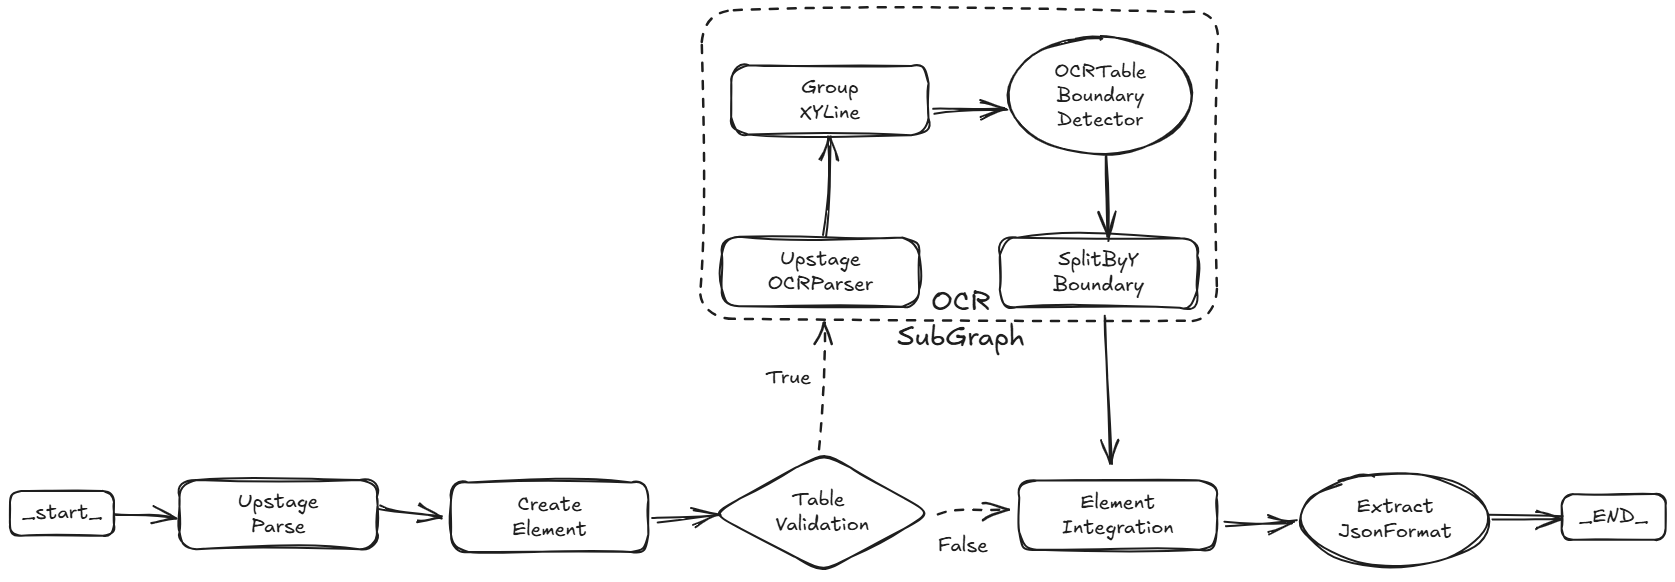 Group
XYLine
OCRTable
Boundary
Detector
Upstage
OCRParser
SplitByY
Boundary
OCR
SubGraph
True
_start_
Upstage
Parse
Create
Element
Table
Validation
False
Element
Integration
Extract
JsonFormat
_END_